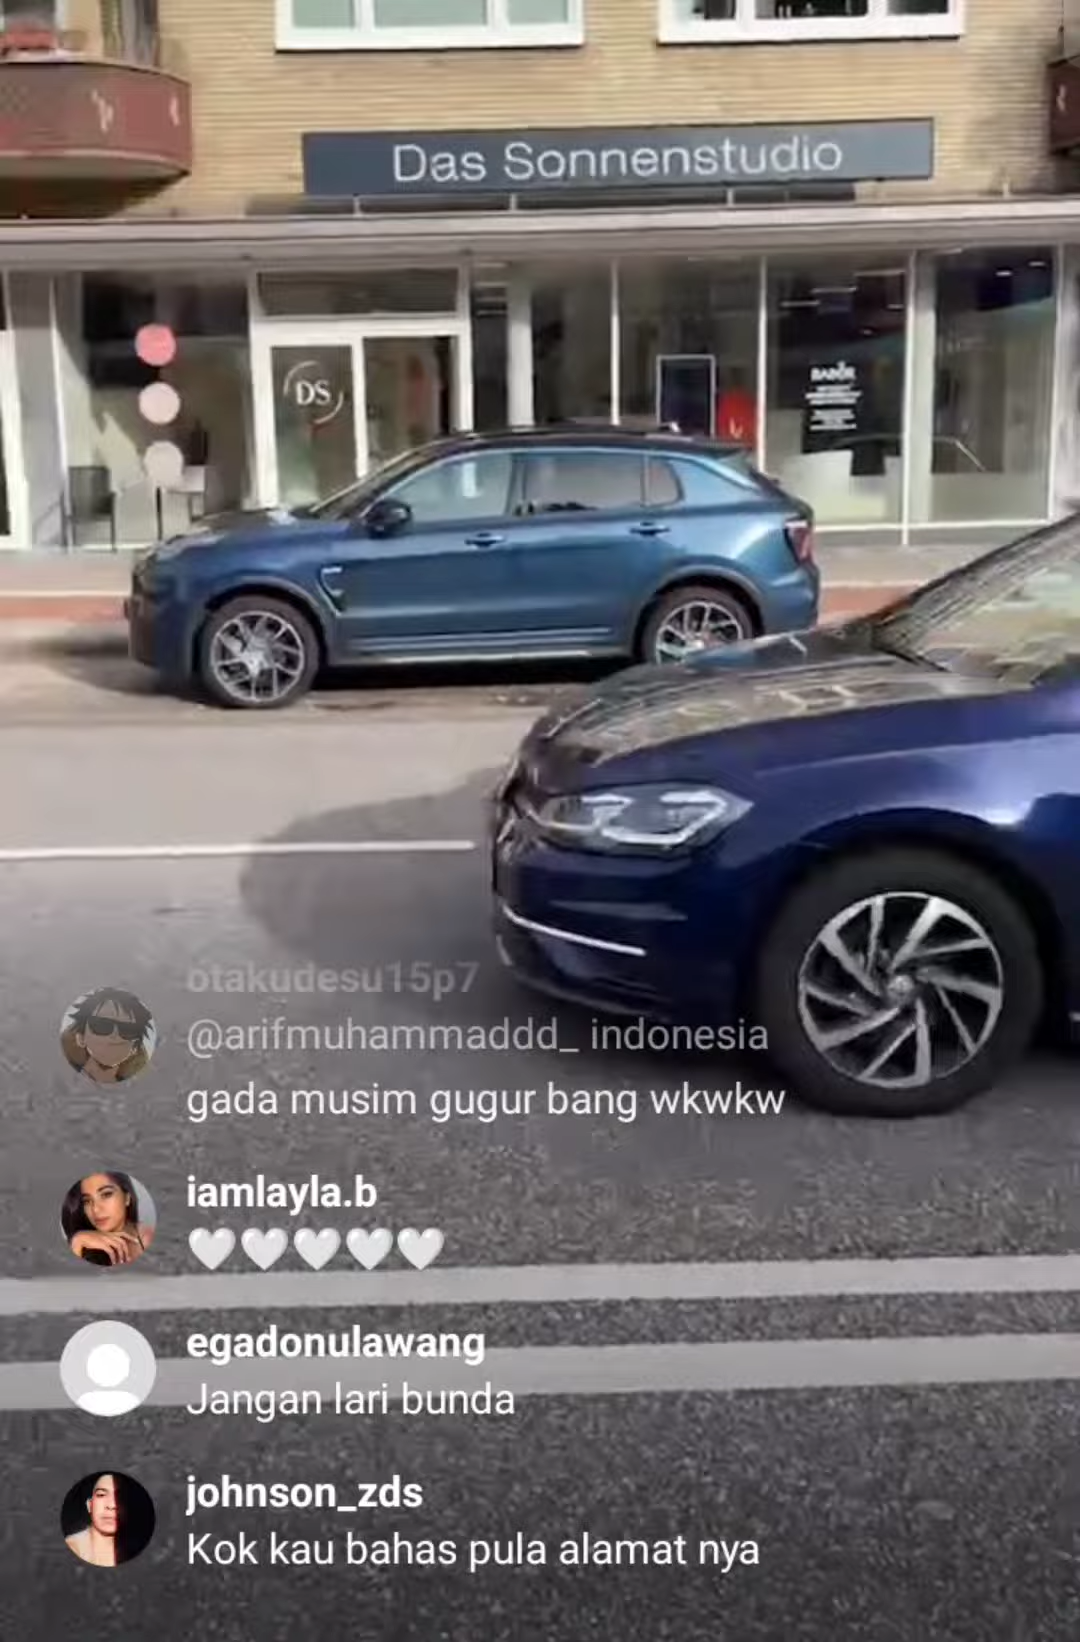 Das Sonnenstudio
DS
BABOR
otakudesu15p7
@arifmuhammaddd_ indonesia
gada musim gugur bang wkwkw
iamlayla.b
🤍🤍🤍🤍🤍
egadonulawang
Jangan lari bunda
johnson_zds
Kok kau bahas pula alamat nya